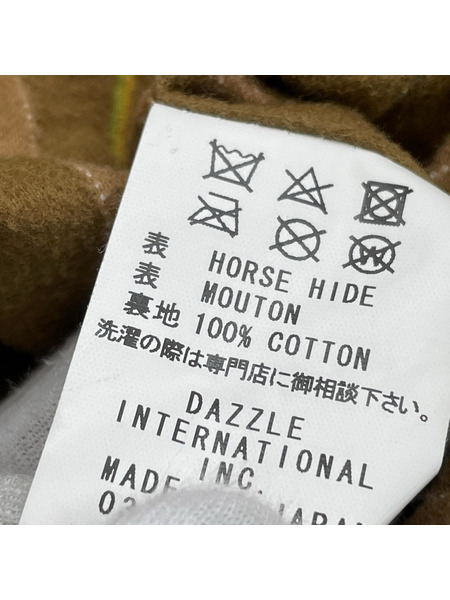 表 HORSE HIDE
表 MOUTON
裏地 100% COTTON
洗濯の際は専門店に御相談下さい。
DAZZLE
INTERNATIONAL
INC.
MADE